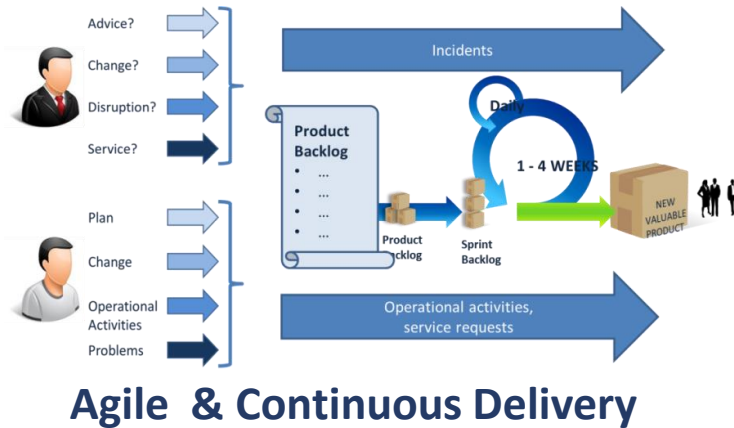 Advice?
Change?
Disruption?
Service?
Incidents
Daily
1 - 4 WEEKS
Product
Backlog
• ...
• ...
• ...
• ...
Product
Sprint
Backlog
NEW
VALUABLE
PRODUCT
Plan
Change
Operational
Activities
Problems
Operational activities,
service requests
Agile & Continuous Delivery